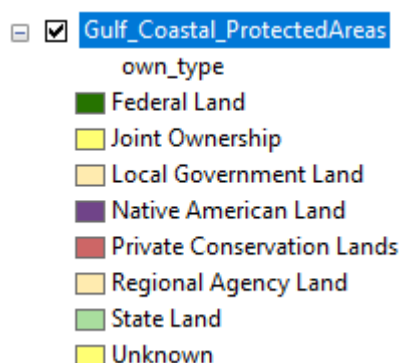 Gulf_Coastal_ProtectedAreas
own_type
Federal Land
Joint Ownership
Local Government Land
Native American Land
Private Conservation Lands
Regional Agency Land
State Land
Unknown